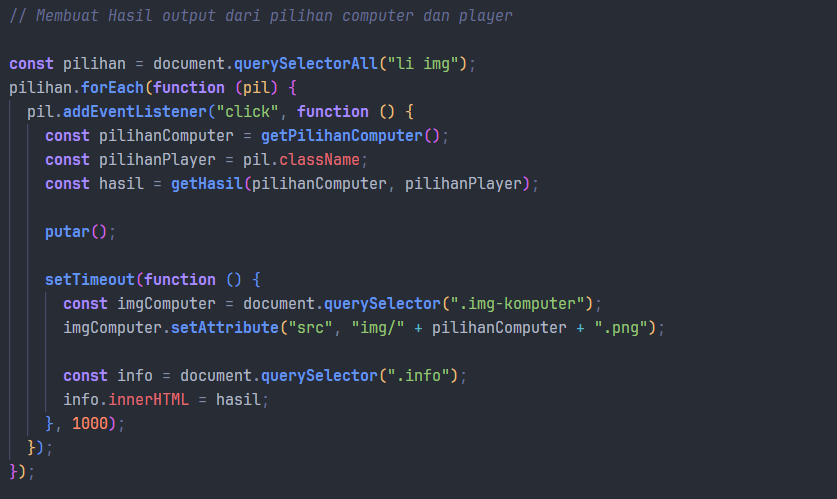 // Membuat Hasil output dari pilihan computer dan player
const pilihan = document.querySelectorAll("li img");
pilihan.forEach(function (pil) {
pil.addEventListener("click", function () {
const pilihanComputer = getPilihanComputer();
const pilihanPlayer = pil.className;
const hasil = getHasil(pilihanComputer, pilihanPlayer);
putar();
setTimeout(function () {
const imgComputer = document.querySelector(".img-komputer");
imgComputer.setAttribute("src", "img/" + pilihanComputer + ".png");
const info = document.querySelector(".info");
info.innerHTML = hasil;
}, 1000);
});
});